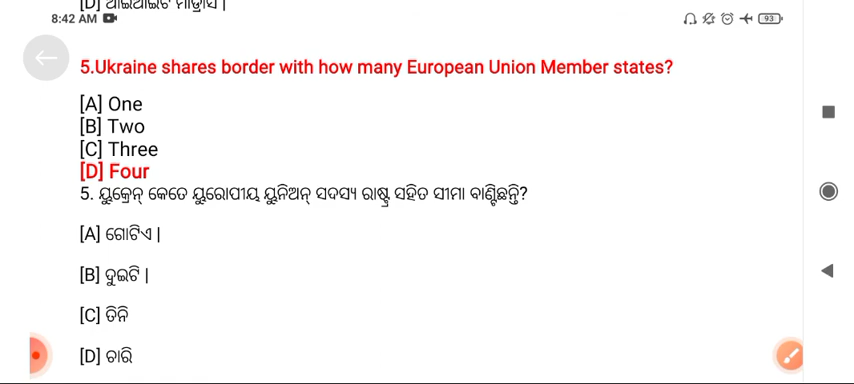 [D] ଆଇଆଇଟି ମାଡ୍ରାସ |
8:42 AM
93
5.Ukraine shares border with how many European Union Member states?
[A] One
[B] Two
[C] Three
[D] Four
5. ୟୁକ୍ରେନ୍ କେତେ ୟୁରୋପୀୟ ୟୁନିଅନ୍ ସଦସ୍ୟ ରାଷ୍ଟ୍ର ସହିତ ସୀମା ବାଣ୍ଟିଛନ୍ତି?
[A] ଗୋଟିଏ |
[B] ଦୁଇଟି |
[C] ତିନି
[D] ଚାରି